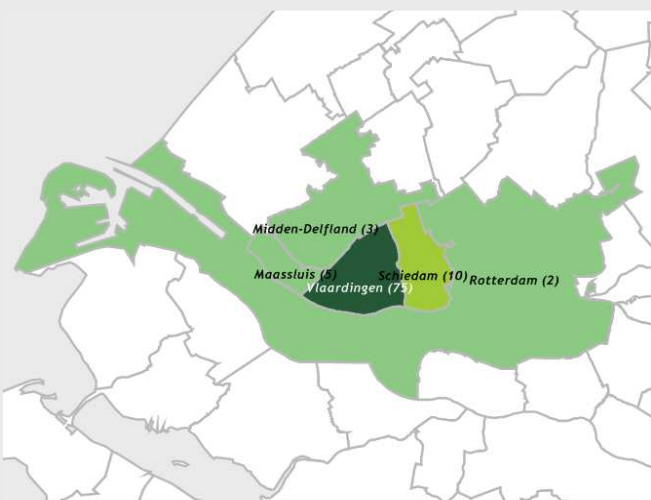 Midden-Delfland (3)
Maassluis (5)
Schiedam (10)
Rotterdam (2)
Vlaardingen (75)